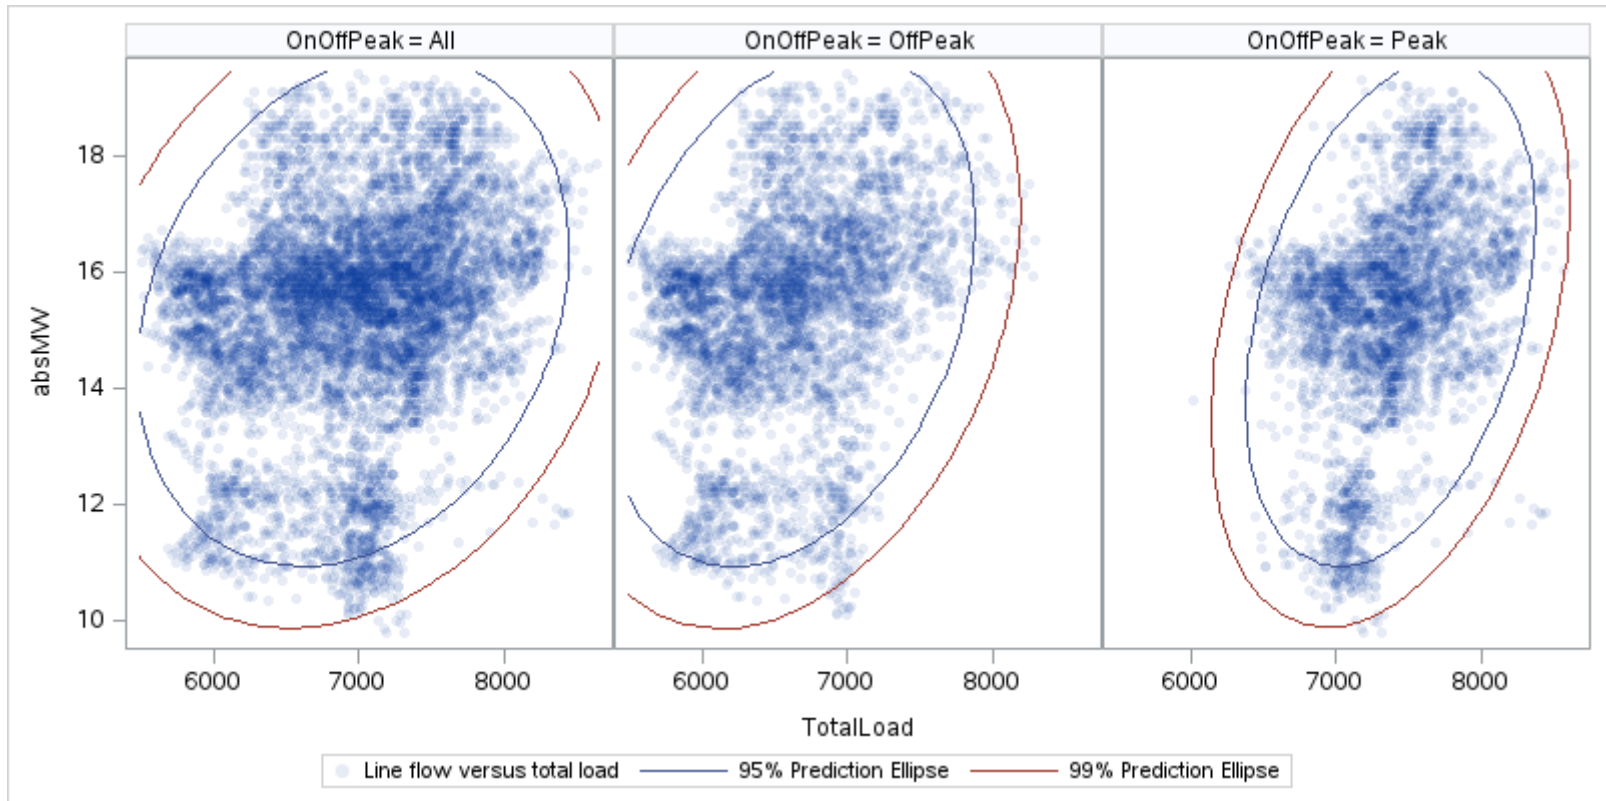 OnOffPeak = All
OnOffPeak = OffPeak
OnOffPeak = Peak
absMW
18
16
14
12
10
6000 7000 8000
6000 7000 8000
6000 7000 8000
TotalLoad
Line flow versus total load
95% Prediction Ellipse
99% Prediction Ellipse